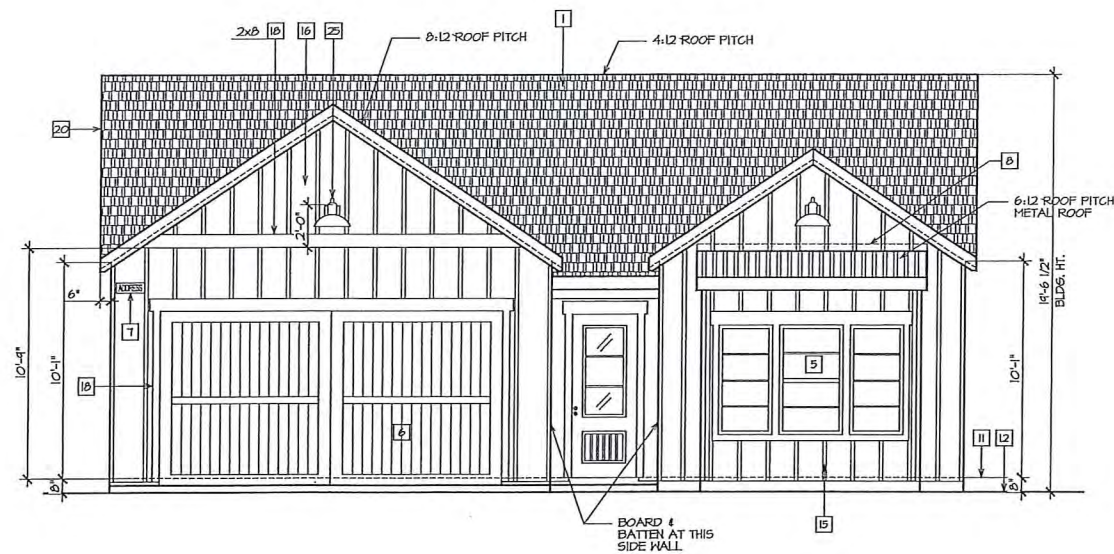 2x8 18
16
25
8:12 ROOF PITCH
1
4:12 ROOF PITCH
20
8
6:12 ROOF PITCH
METAL ROOF
2'-0"
19'-6 1/2"
BLDG. HT.
6"
ADDRESS
7
10'-9"
10'-1"
18
6
5
10'-1"
11
12
8"
8"
15
BOARD &
BATTEN AT THIS
SIDE WALL